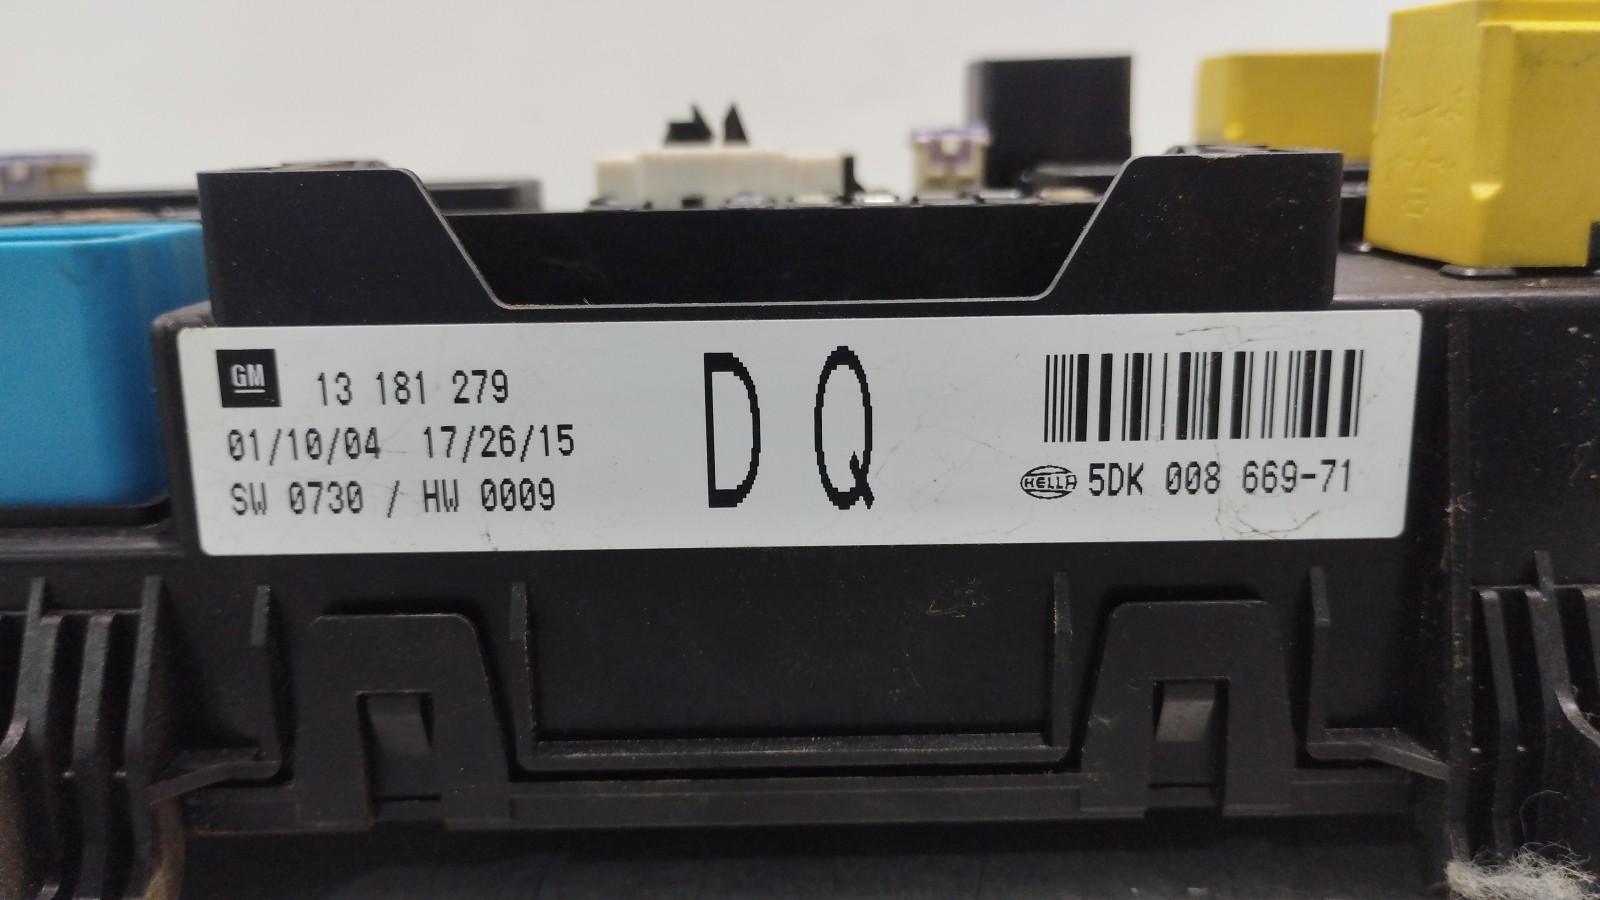 GM 13 181 279
01/10/04 17/26/15
SW 0730 / HW 0009
D Q
HELLA 5DK 008 669-71